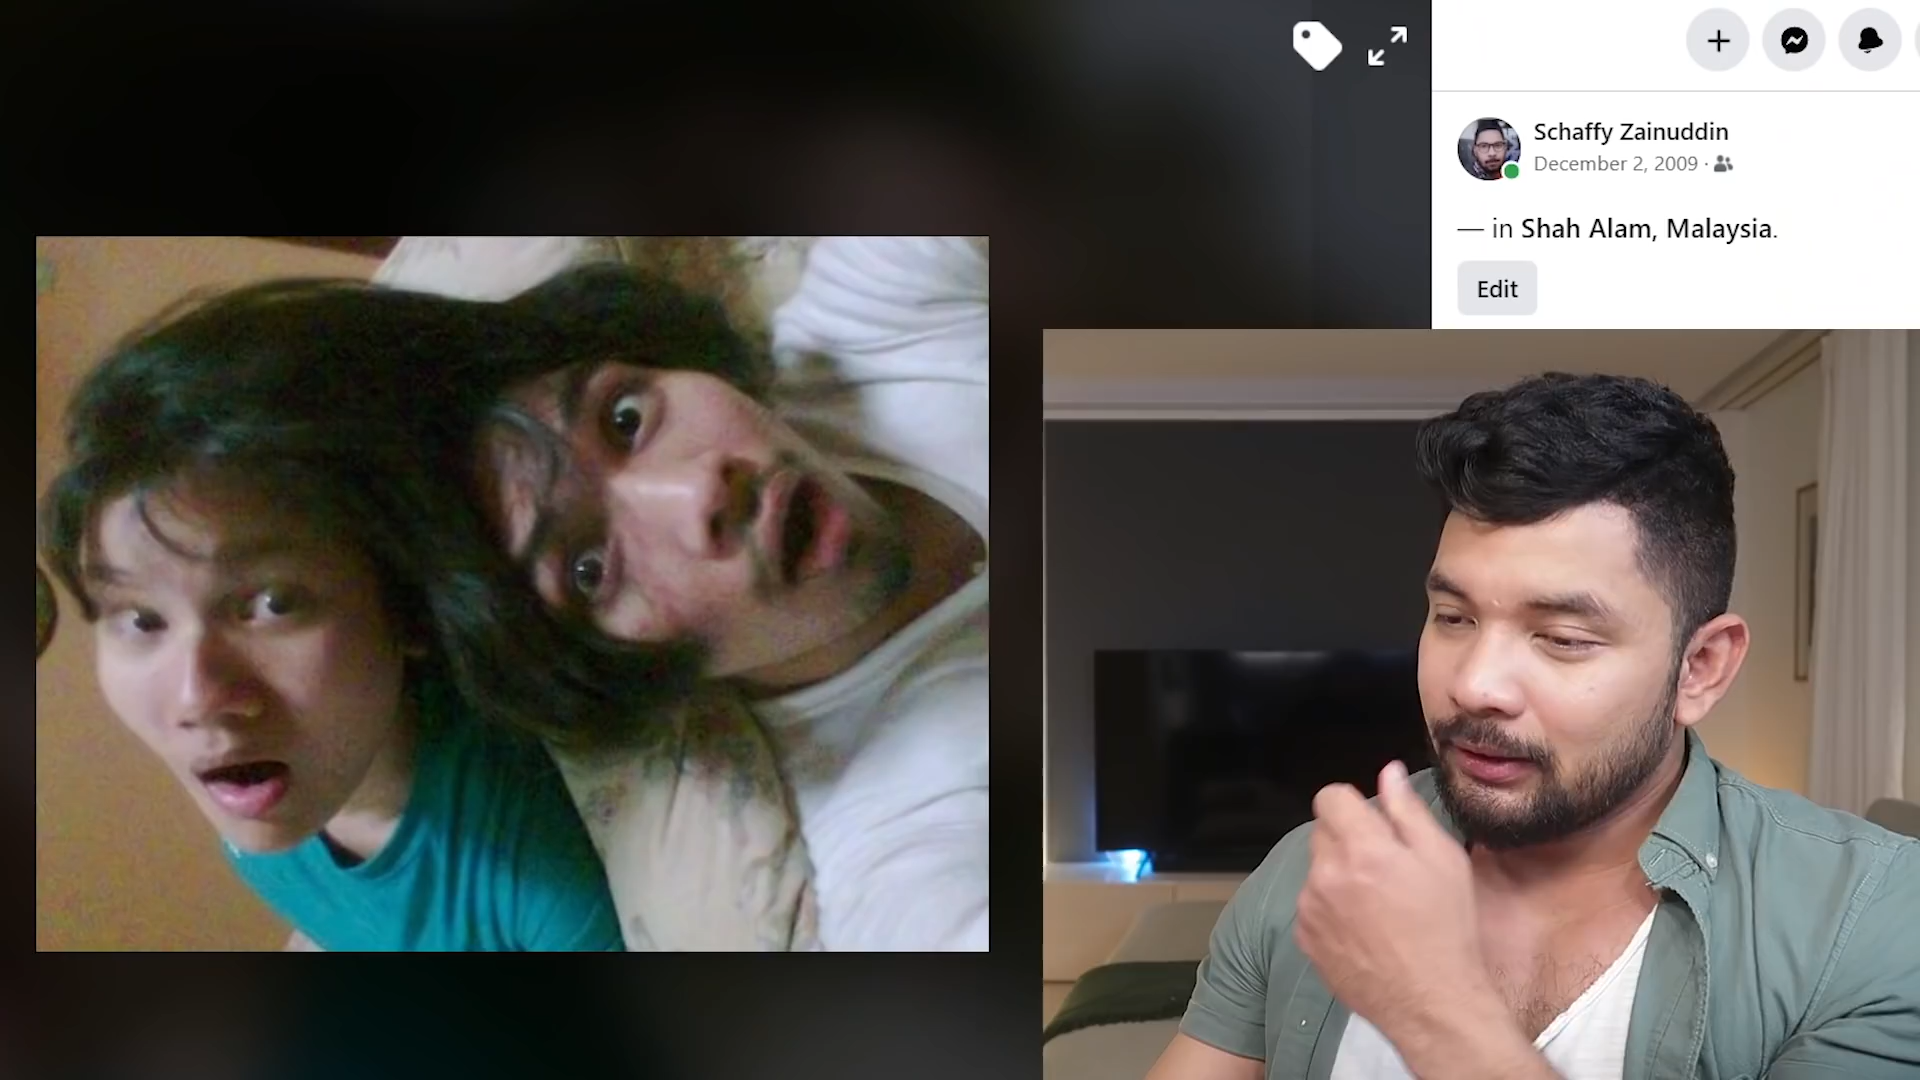 Schaffy Zainuddin
December 2, 2009 ·
— in Shah Alam, Malaysia.
Edit